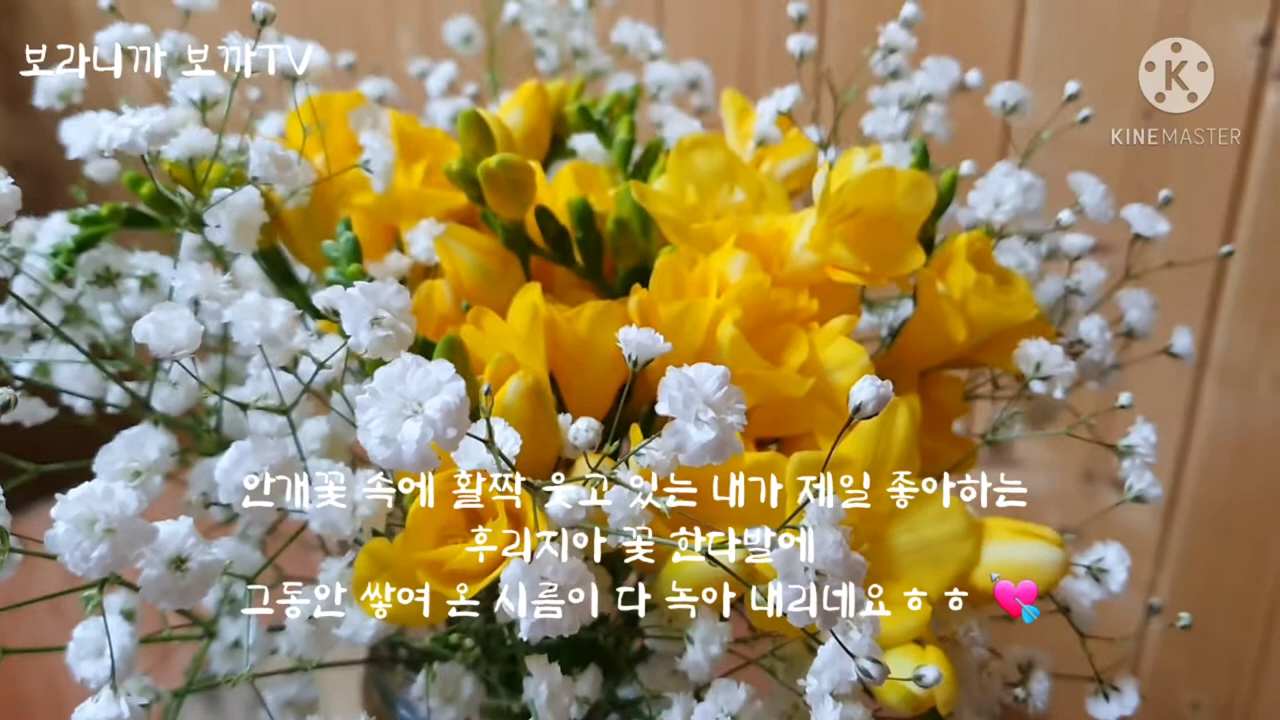 보라니까 보까TV
KINEMASTER
안개꽃 속에 활짝 웃고 있는 내가 제일 좋아하는
후리지아 꽃 한다발에
그동안 쌓여 온 시름이 다 녹아 내리네요ㅎㅎ 💘